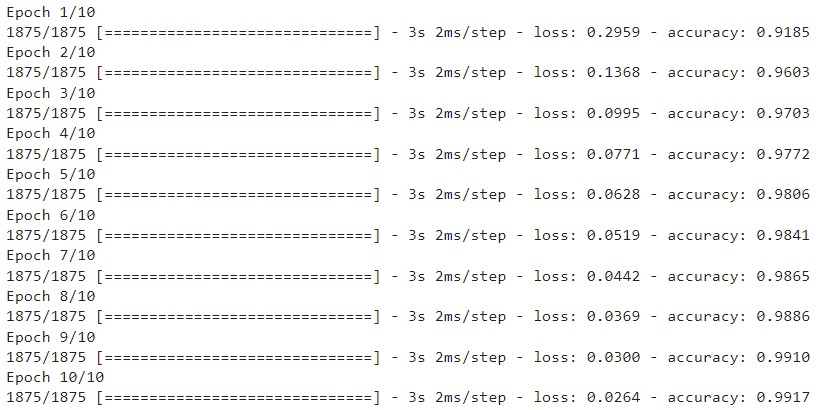 Epoch 1/10
1875/1875 [==============================] - 3s 2ms/step - loss: 0.2959 - accuracy: 0.9185
Epoch 2/10
1875/1875 [==============================] - 3s 2ms/step - loss: 0.1368 - accuracy: 0.9603
Epoch 3/10
1875/1875 [==============================] - 3s 2ms/step - loss: 0.0995 - accuracy: 0.9703
Epoch 4/10
1875/1875 [==============================] - 3s 2ms/step - loss: 0.0771 - accuracy: 0.9772
Epoch 5/10
1875/1875 [==============================] - 3s 2ms/step - loss: 0.0628 - accuracy: 0.9806
Epoch 6/10
1875/1875 [==============================] - 3s 2ms/step - loss: 0.0519 - accuracy: 0.9841
Epoch 7/10
1875/1875 [==============================] - 3s 2ms/step - loss: 0.0442 - accuracy: 0.9865
Epoch 8/10
1875/1875 [==============================] - 3s 2ms/step - loss: 0.0369 - accuracy: 0.9886
Epoch 9/10
1875/1875 [==============================] - 3s 2ms/step - loss: 0.0300 - accuracy: 0.9910
Epoch 10/10
1875/1875 [==============================] - 3s 2ms/step - loss: 0.0264 - accuracy: 0.9917